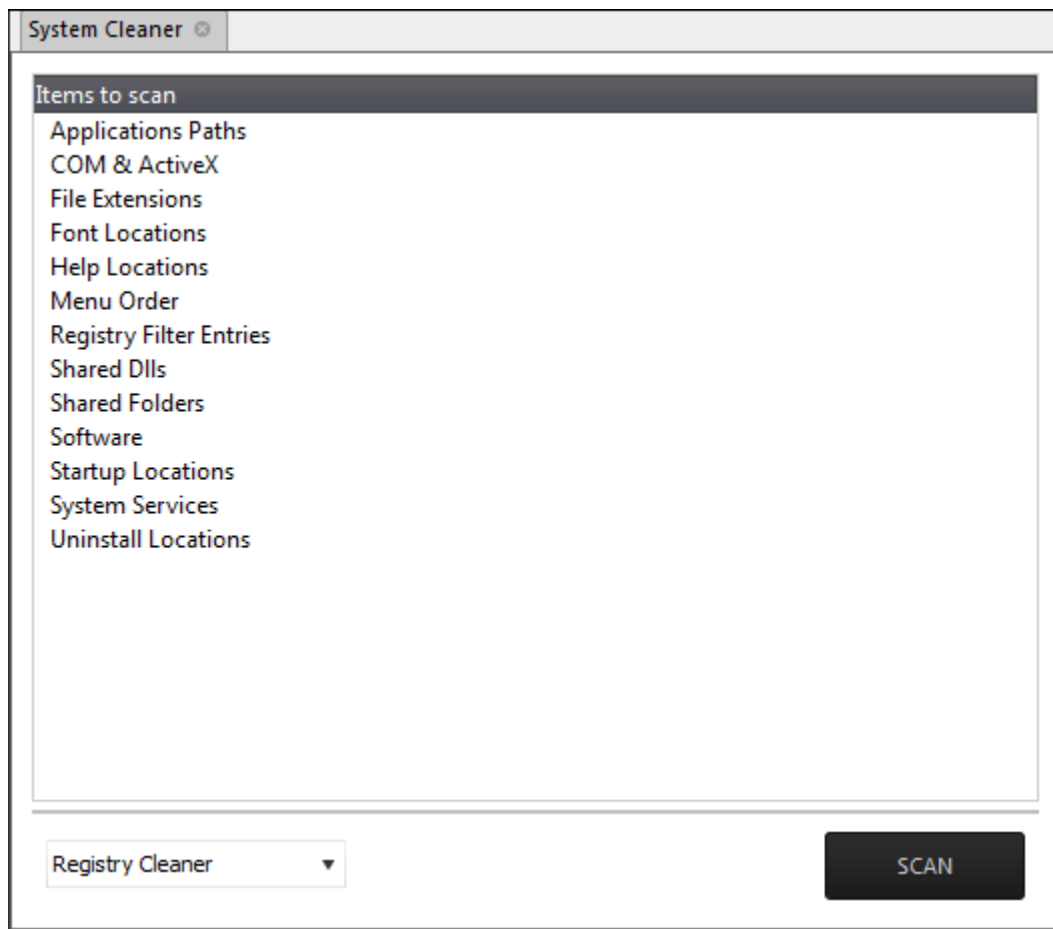 System Cleaner
Items to scan
Applications Paths
COM & ActiveX
File Extensions
Font Locations
Help Locations
Menu Order
Registry Filter Entries
Shared Dlls
Shared Folders
Software
Startup Locations
System Services
Uninstall Locations
Registry Cleaner
SCAN